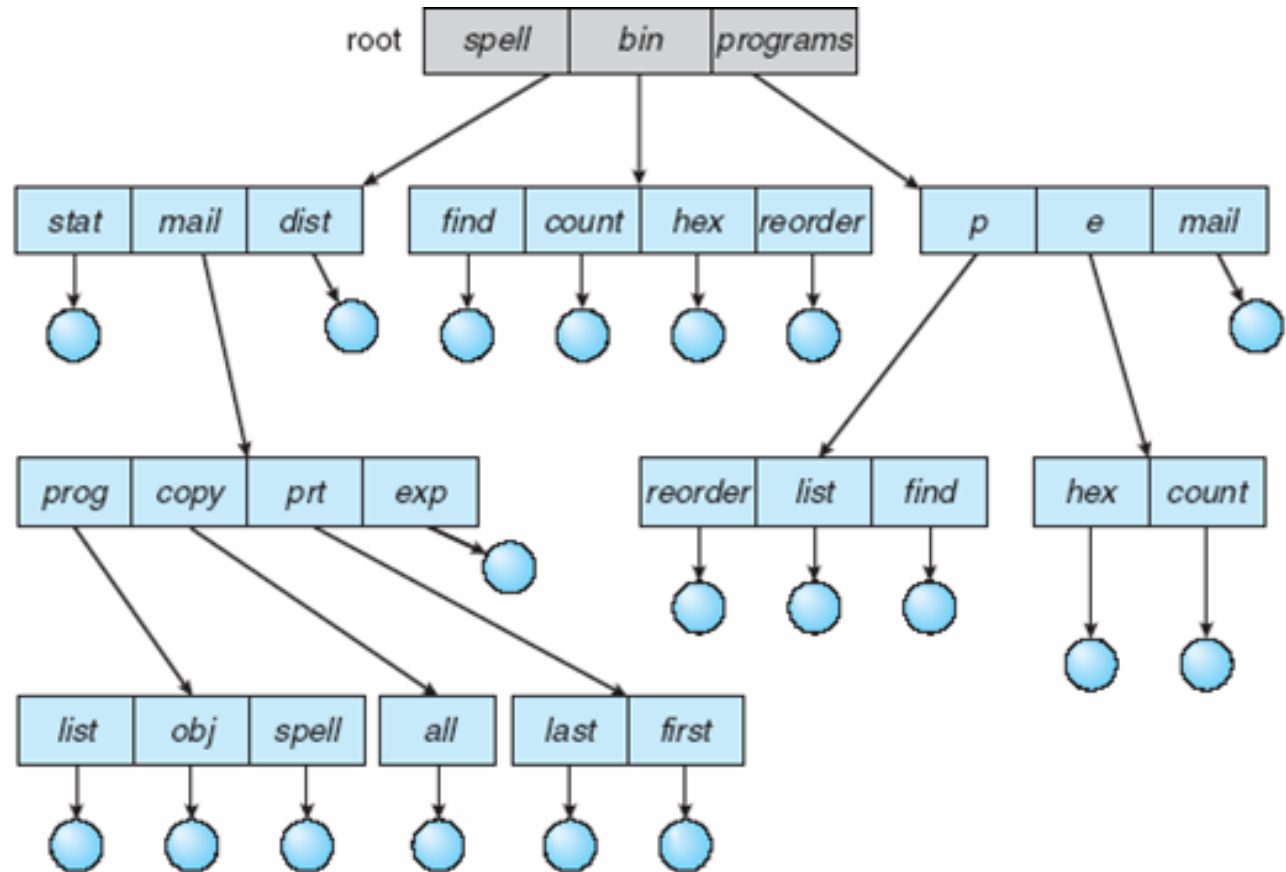 root spell bin programs
stat mail dist find count hex reorder p e mail
prog copy prt exp reorder list find hex count
list obj spell all last first